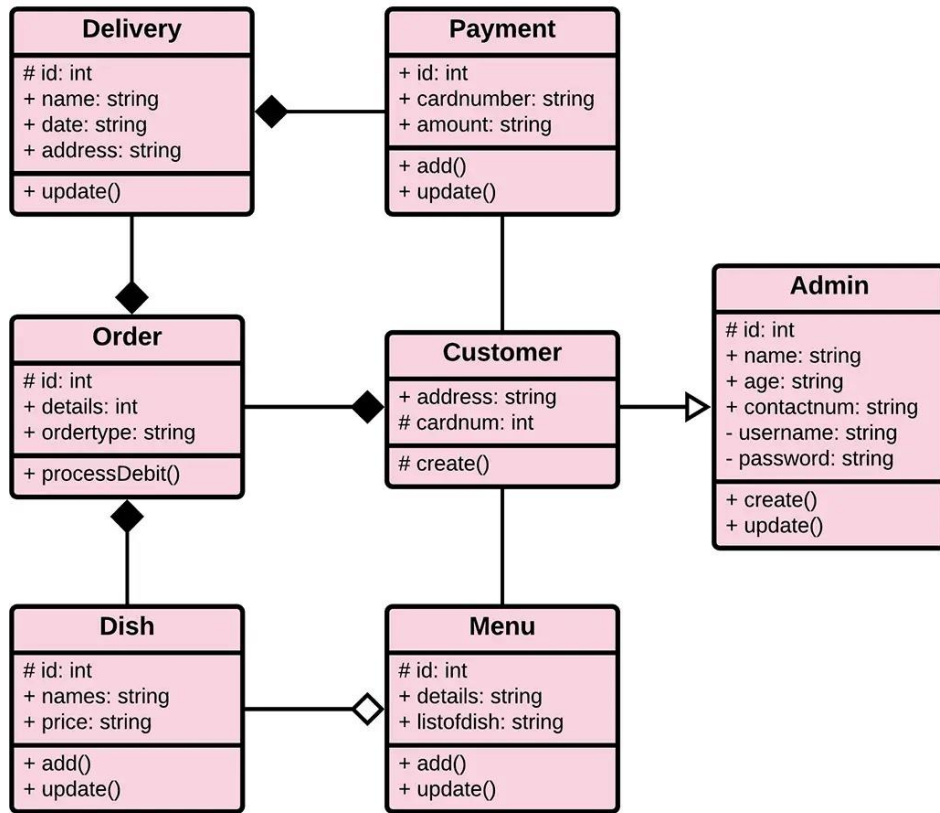 Delivery
# id: int
+ name: string
+ date: string
+ address: string
+ update()
Payment
+ id: int
+ cardnumber: string
+ amount: string
+ add()
+ update()
Order
# id: int
+ details: int
+ ordertype: string
+ processDebit()
Customer
+ address: string
# cardnum: int
# create()
Admin
# id: int
+ name: string
+ age: string
+ contactnum: string
- username: string
- password: string
+ create()
+ update()
Dish
# id: int
+ names: string
+ price: string
+ add()
+ update()
Menu
# id: int
+ details: string
+ listofdish: string
+ add()
+ update()